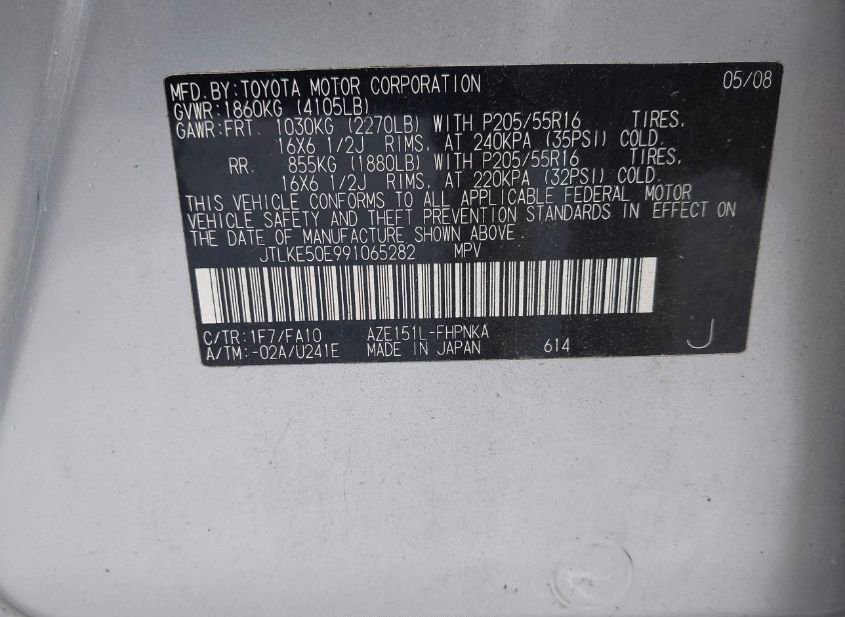 MFD.BY:TOYOTA MOTOR CORPORATION 05/08
GVWR:1860KG (4105LB)
GAWR:FRT. 1030KG (2270LB) WITH P205/55R16 TIRES,
16X6 1/2J RIMS, AT 240KPA (35PSI) COLD.
RR. 855KG (1880LB) WITH P205/55R16 TIRES,
16X6 1/2J RIMS, AT 220KPA (32PSI) COLD.
THIS VEHICLE CONFORMS TO ALL APPLICABLE FEDERAL MOTOR
VEHICLE SAFETY AND THEFT PREVENTION STANDARDS IN EFFECT ON
THE DATE OF MANUFACTURE SHOWN ABOVE.
JTLKE50E991065282 MPV
C/TR:1F7/FA10 AZE151L-FHPNKA
A/TM:-02A/U241E MADE IN JAPAN 614 J